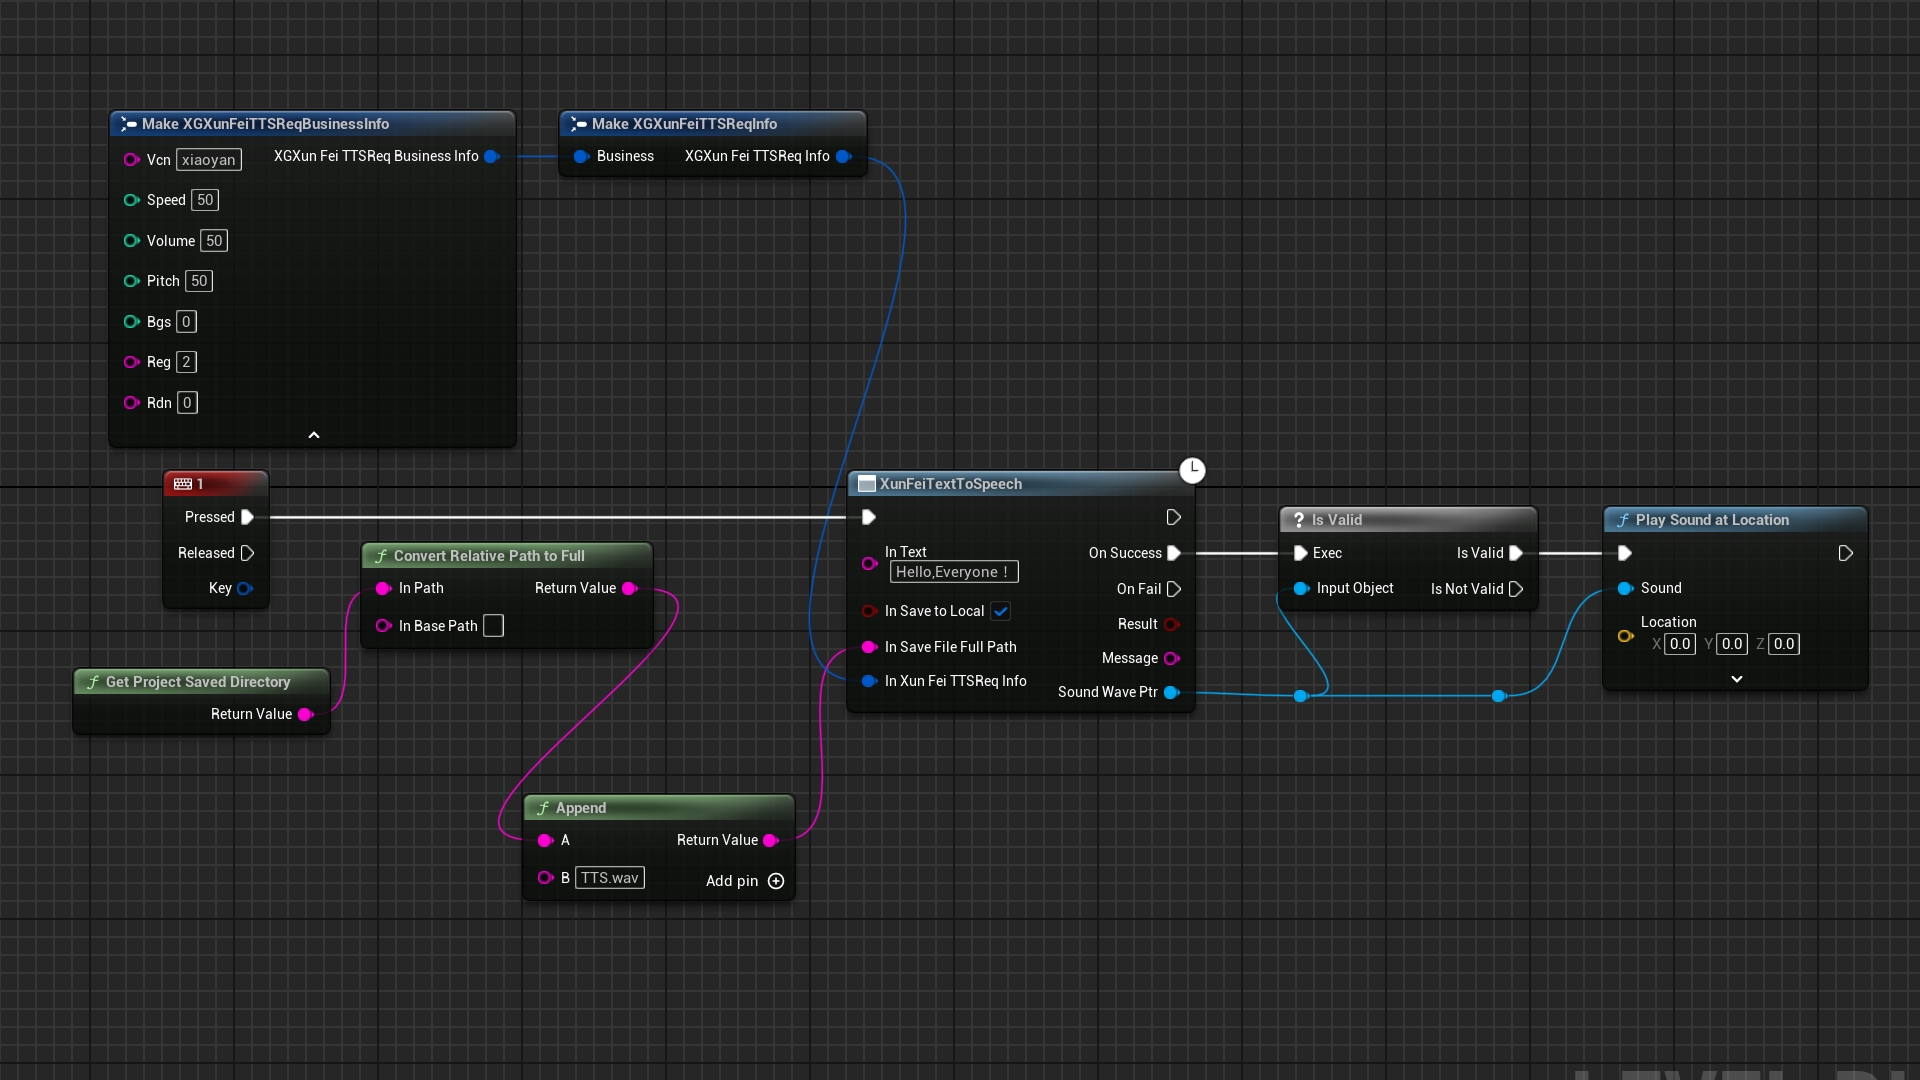 Make XGXunFeiTTSReqBusinessInfo
Vcn xiaoyan XGXun Fei TTSReq Business Info
Speed 50
Volume 50
Pitch 50
Bgs 0
Reg 2
Rdn 0
Make XGXunFeiTTSReqInfo
Business XGXun Fei TTSReq Info
1
Pressed
Released
Key
Convert Relative Path to Full
In Path Return Value
In Base Path
Get Project Saved Directory
Return Value
Append
A Return Value
B TTS.wav Add pin
XunFeiTextToSpeech
In Text On Success
Hello,Everyone！
On Fail
In Save to Local
Result
In Save File Full Path
Message
In Xun Fei TTSReq Info
Sound Wave Ptr
? Is Valid
Exec Is Valid
Input Object Is Not Valid
Play Sound at Location
Sound
Location
X 0.0 Y 0.0 Z 0.0